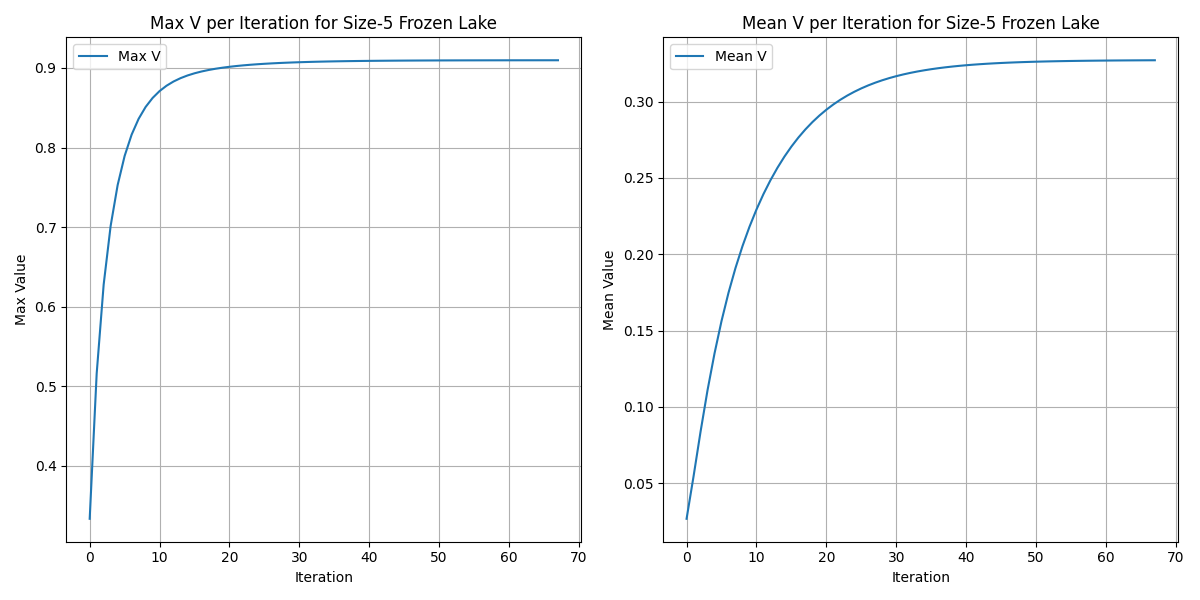 Max V per Iteration for Size-5 Frozen Lake
Max V
Max Value
0.9
0.8
0.7
0.6
0.5
0.4
0 10 20 30 40 50 60 70
Iteration
Mean V per Iteration for Size-5 Frozen Lake
Mean V
Mean Value
0.30
0.25
0.20
0.15
0.10
0.05
0 10 20 30 40 50 60 70
Iteration